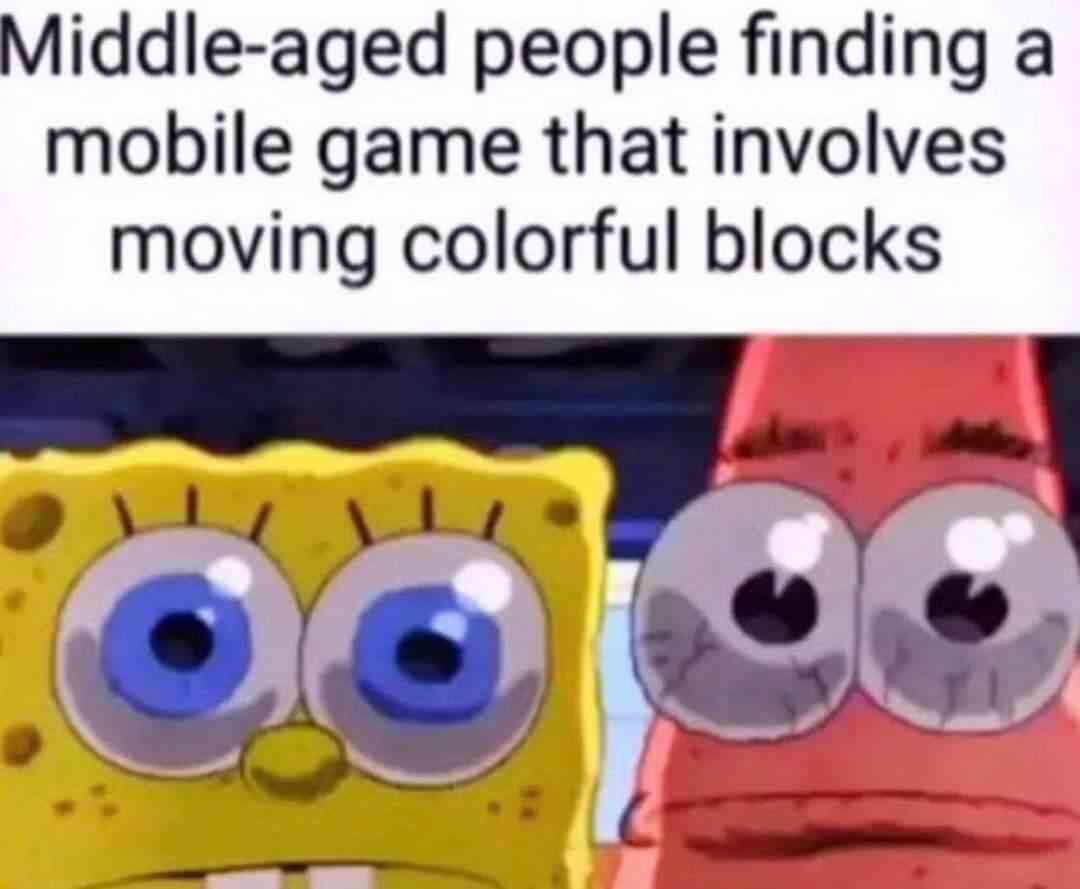 Middle-aged people finding a
mobile game that involves
moving colorful blocks